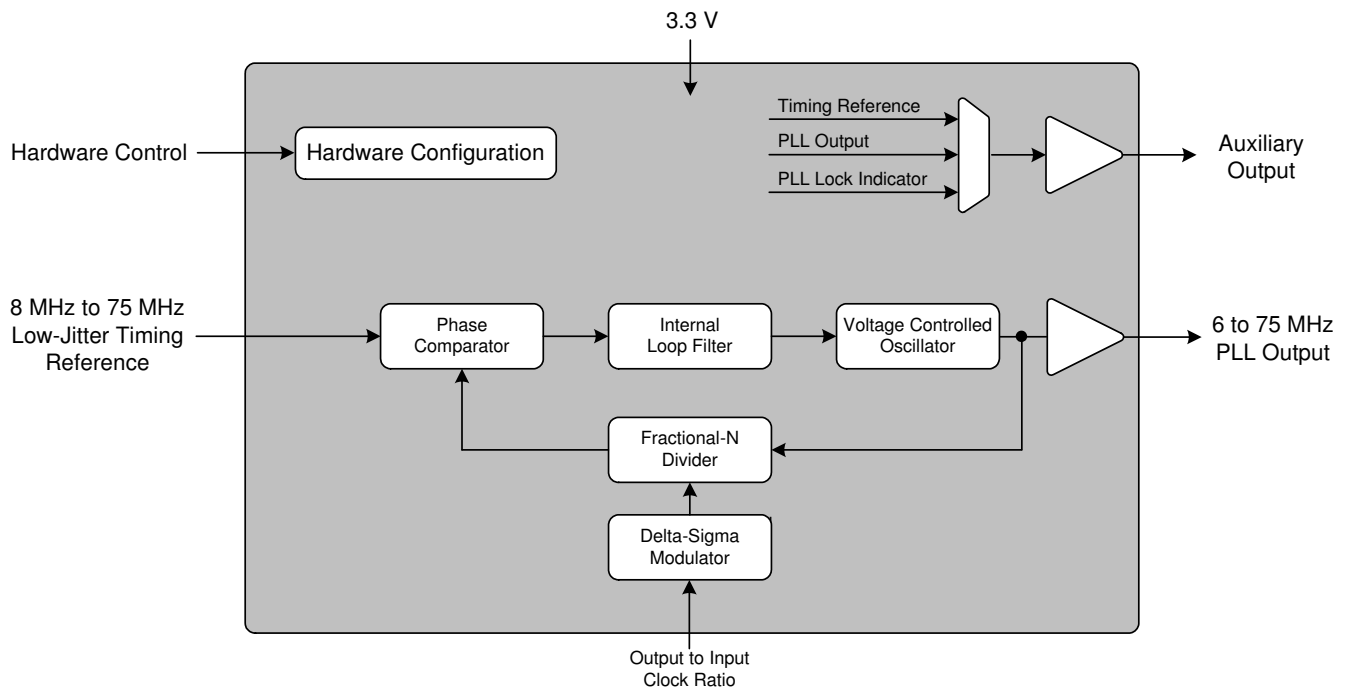 3.3 V
Timing Reference
PLL Output
PLL Lock Indicator
Auxiliary
Output
Hardware Control
Hardware Configuration
8 MHz to 75 MHz
Low-Jitter Timing
Reference
Phase
Comparator
Internal
Loop Filter
Voltage Controlled
Oscillator
6 to 75 MHz
PLL Output
Fractional-N
Divider
Delta-Sigma
Modulator
Output to Input
Clock Ratio